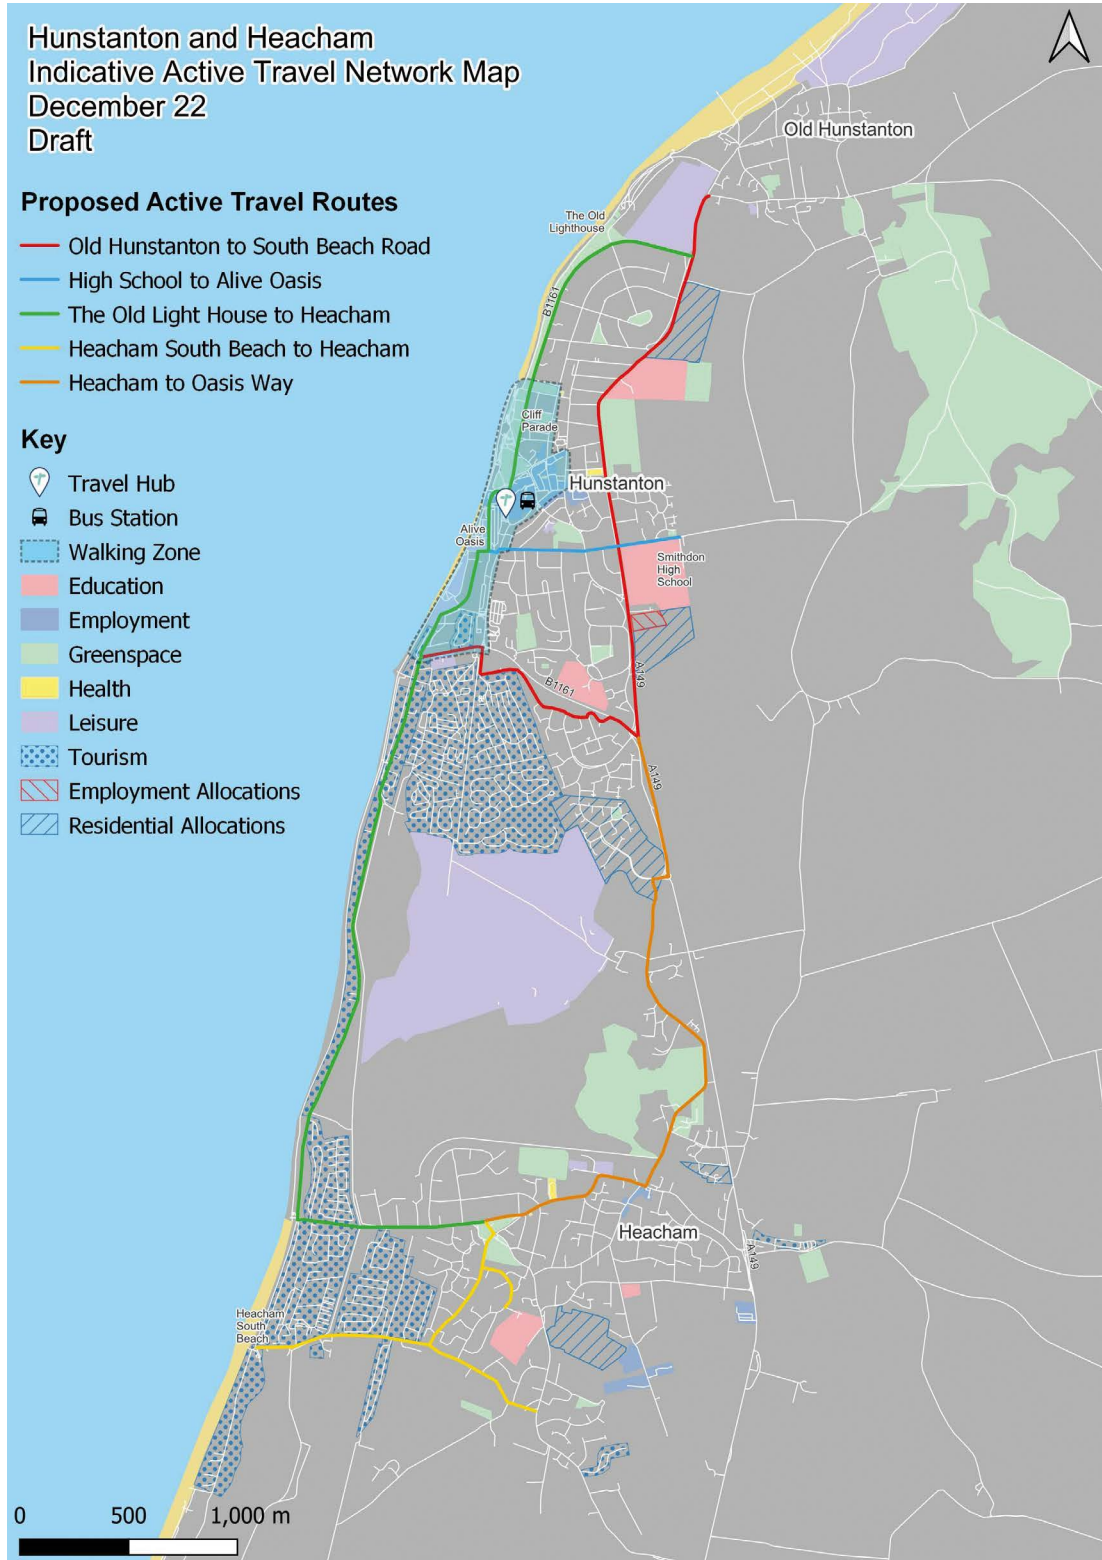 Hunstanton and Heacham
Indicative Active Travel Network Map
December 22
Draft
Proposed Active Travel Routes
Old Hunstanton to South Beach Road
High School to Alive Oasis
The Old Light House to Heacham
Heacham South Beach to Heacham
Heacham to Oasis Way
Key
Travel Hub
Bus Station
Walking Zone
Education
Employment
Greenspace
Health
Leisure
Tourism
Employment Allocations
Residential Allocations
Old Hunstanton
The Old
Lighthouse
B1161
Cliff
Parade
Hunstanton
Alive
Oasis
Smithdon
High
School
A149
B1161
A149
Heacham
A149
Heacham
South
Beach
0 500 1,000 m